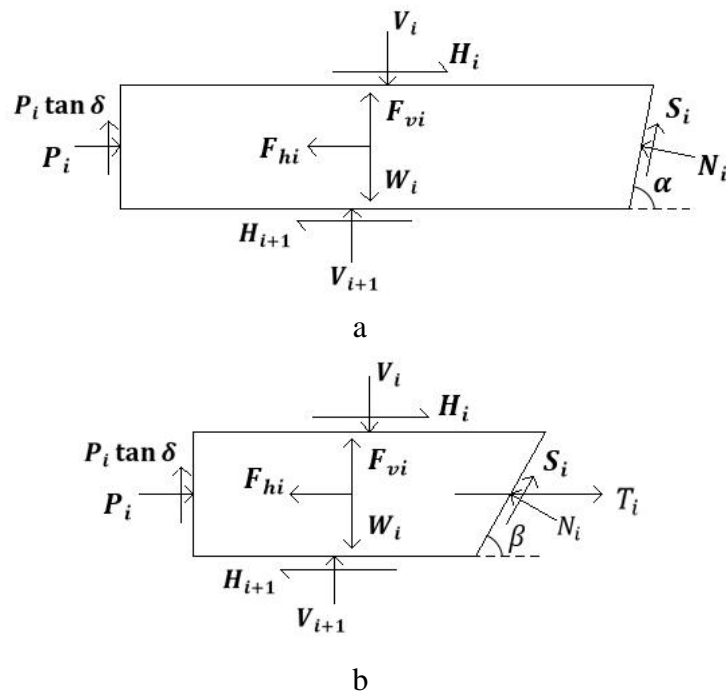 V_i
H_i
P_i tan δ
F_vi
S_i
P_i
F_hi
N_i
W_i
α
H_i+1
V_i+1
a
V_i
H_i
P_i tan δ
F_vi
S_i
P_i
F_hi
T_i
N_i
W_i
β
H_i+1
V_i+1
b